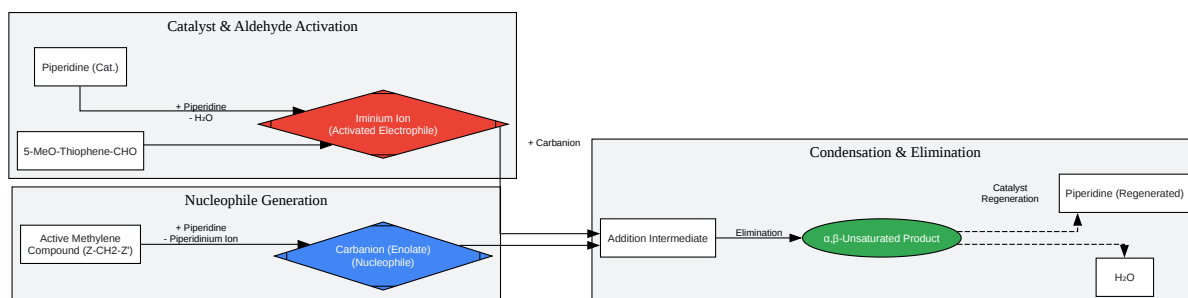 Catalyst & Aldehyde Activation
Piperidine (Cat.)
+ Piperidine
- H₂O
Iminium Ion
(Activated Electrophile)
5-MeO-Thiophene-CHO
+ Carbanion
Nucleophile Generation
Active Methylene
Compound (Z-CH2-Z')
+ Piperidine
- Piperidinium Ion
Carbanion (Enolate)
(Nucleophile)
Condensation & Elimination
Addition Intermediate
Elimination
α,β-Unsaturated Product
Catalyst
Regeneration
Piperidine (Regenerated)
H₂O